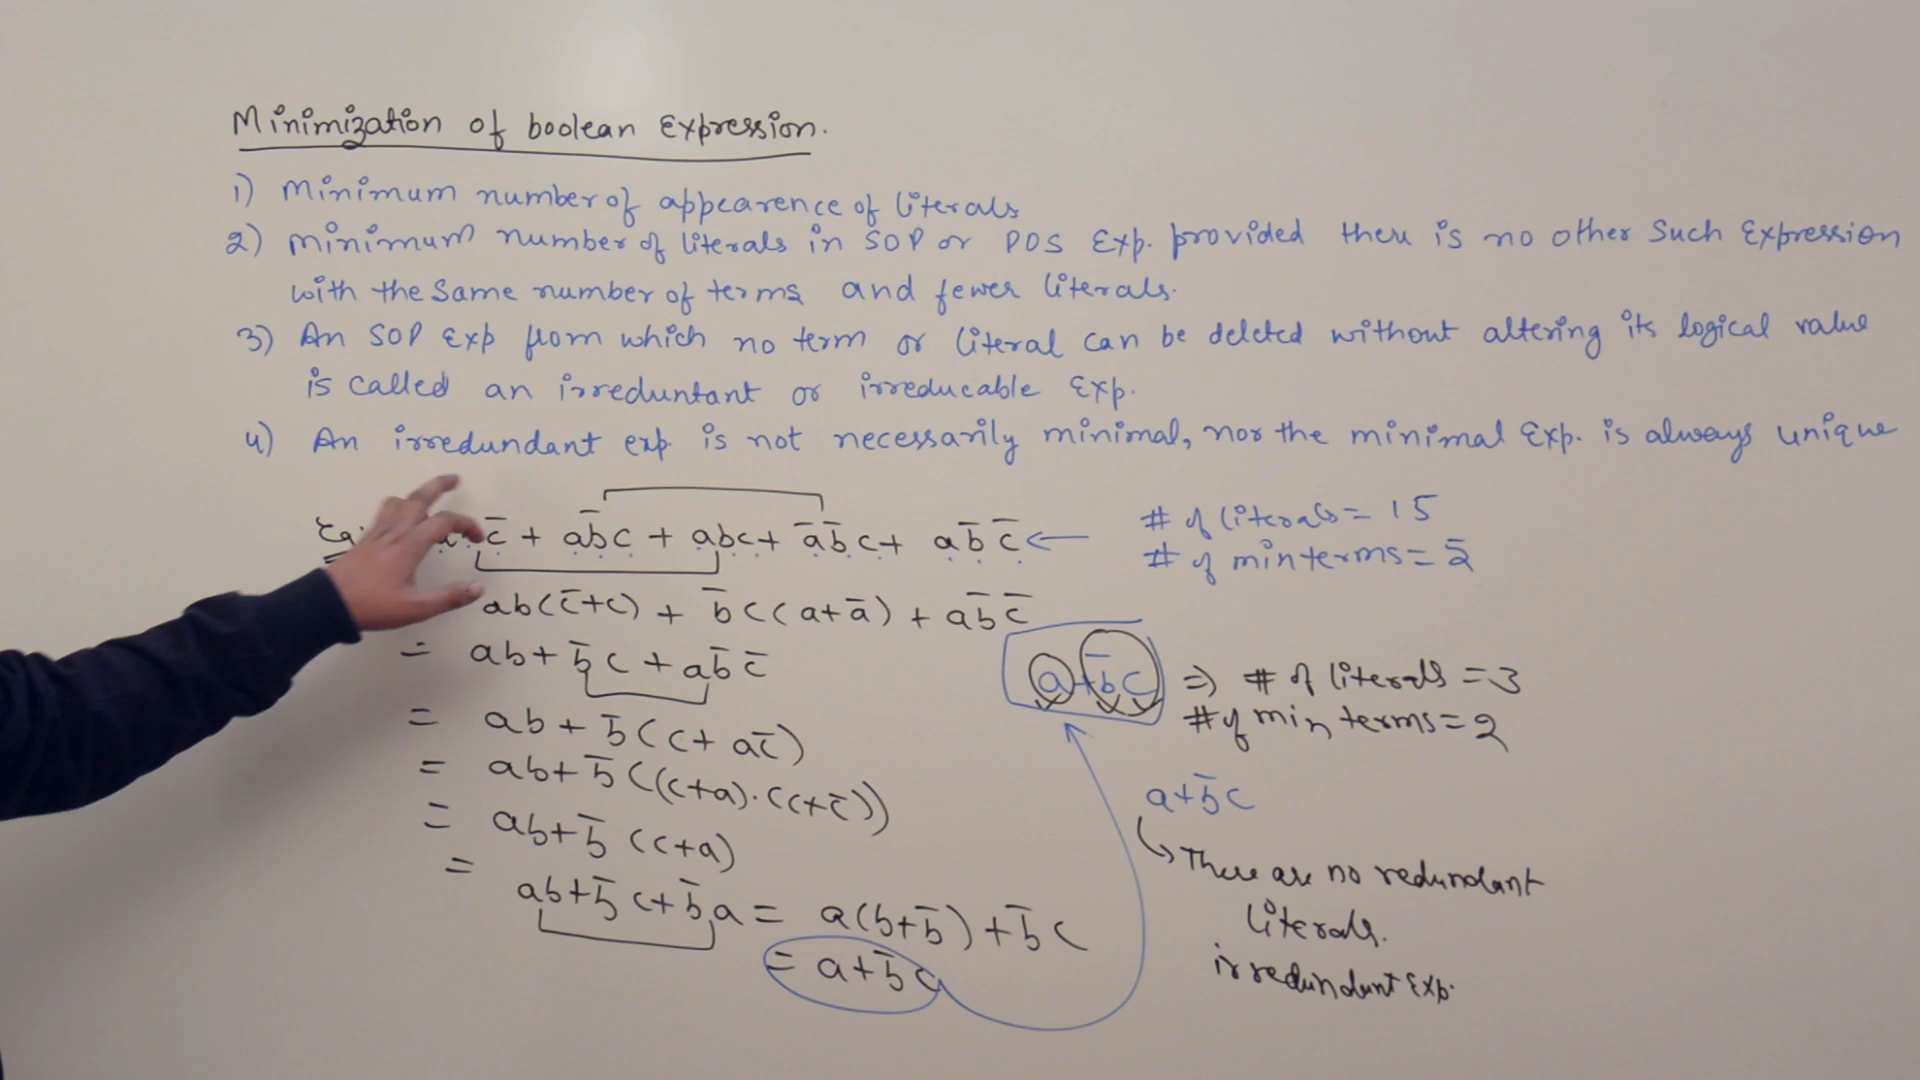 Minimization of boolean Expression.
1) Minimum number of appearence of literals
2) minimum number of literals in SOP or POS Exp. provided there is no other such Expression
with the same number of terms and fewer literals.
3) An SOP Exp from which no term or literal can be deleted without altering its logical value
is called an irreduntant or irreducable Exp.
4) An irredundant exp. is not necessarily minimal, nor the minimal Exp. is always unique
Eg: c̅ + ab̅c + abc + a̅b̅c + ab̅c̅ ←
# of literals = 15
# of minterms = 5
ab(c̅+c) + b̅c(a+a̅) + ab̅c̅
= ab + b̅c + ab̅c̅
a+b̅c ⇒ # of literals = 3
# of min terms = 2
= ab + b̅(c+ac̅)
= ab+b̅((c+a)·(c+c̅))
a+b̅c
= ab+b̅(c+a)
There are no redundant
literals.
irredundant Exp.
= ab+b̅c+b̅a = a(b+b̅)+b̅c
= a+b̅c